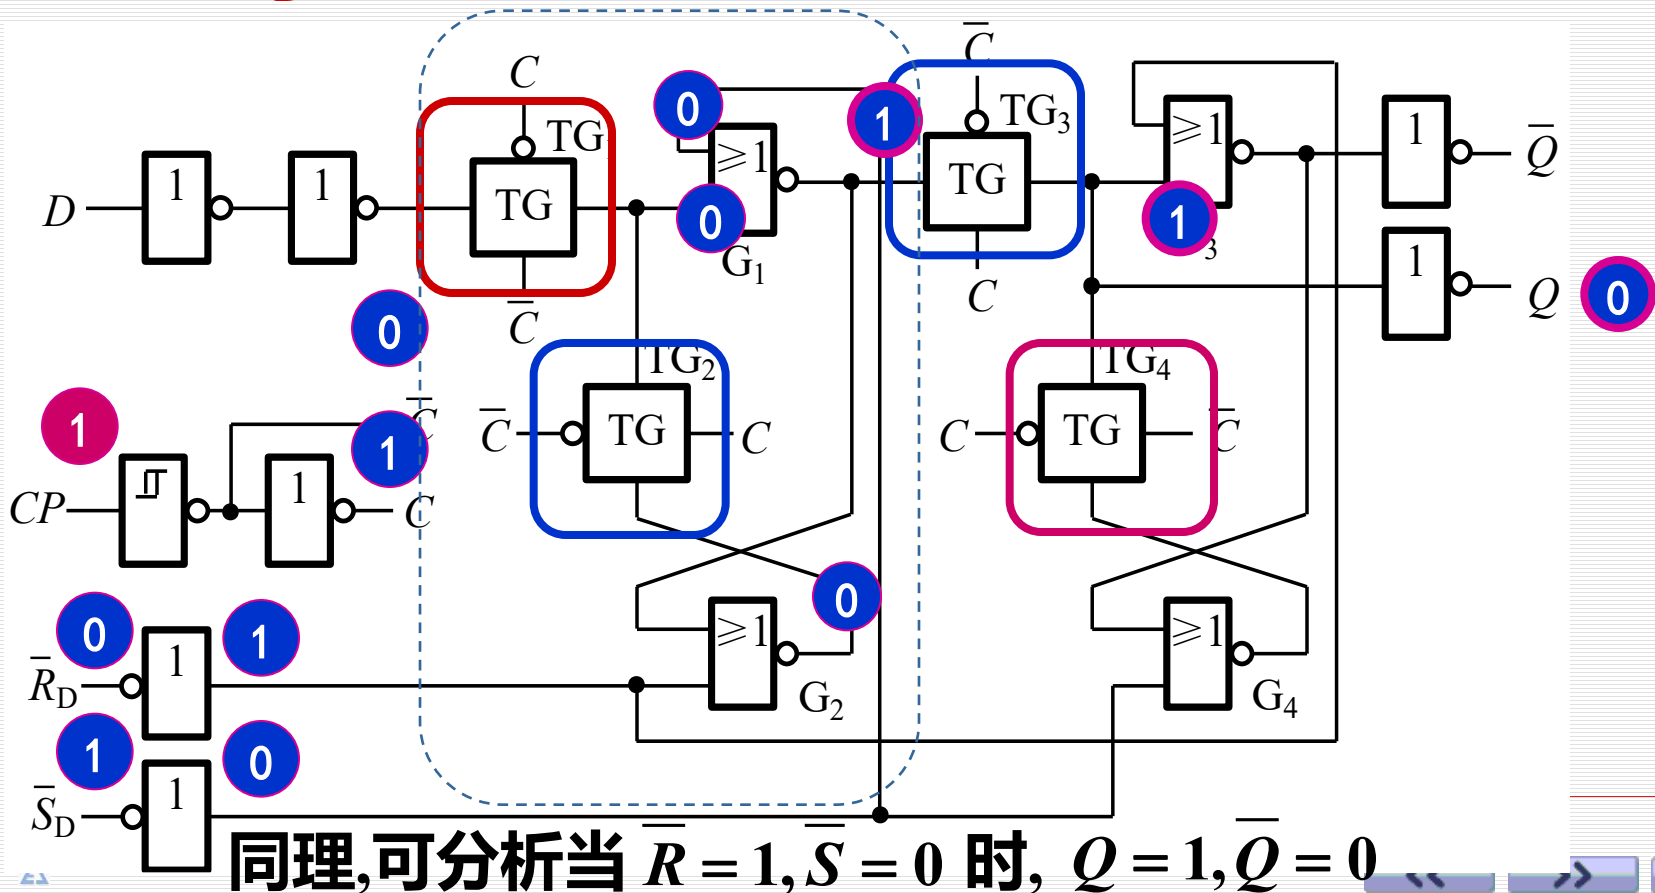 C̅
C
TG₃
TG
0
1
≥1
≥1
1
Q̅
1
1
TG
TG
D
0
1
3
G₁
1
Q
0
C
C̅
0
TG₂
TG₄
1
C̅
1
C̅
TG
C
C
TG
C̅
CP
1
C
0
1
0
R̅D
1
≥1
≥1
G₂
G₄
1
0
S̅D
1
同理,可分析当 R̅ = 1, S̅ = 0 时, Q = 1, Q̅ = 0